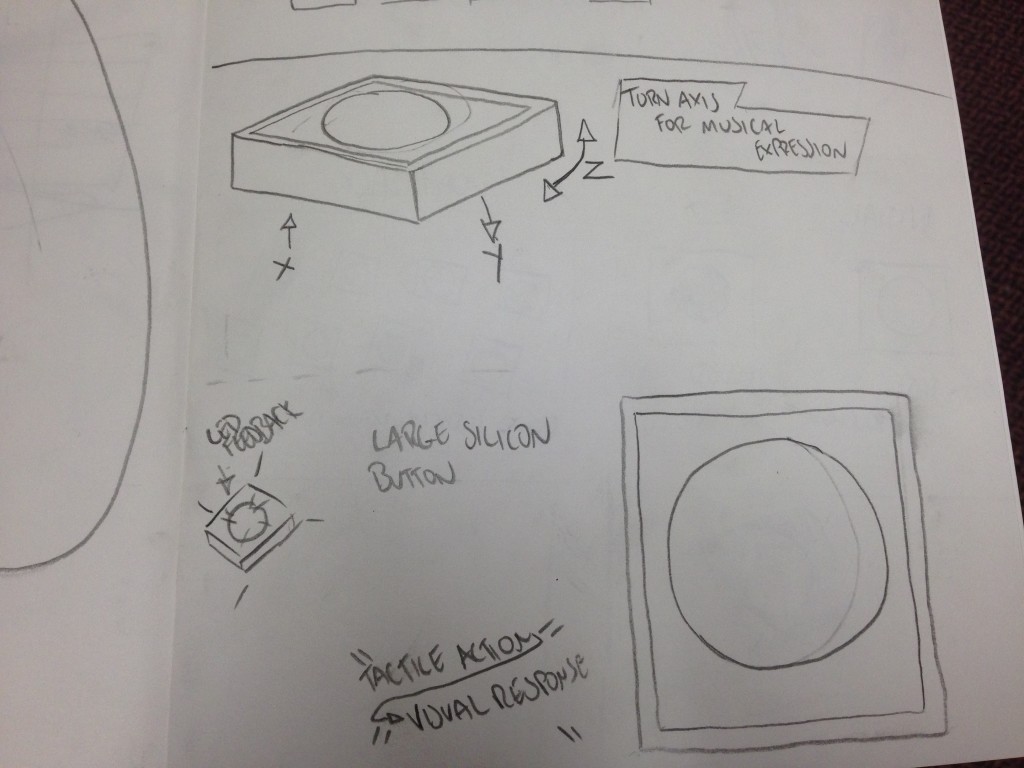 TURN AXIS
FOR MUSICAL
EXPRESSION
Z
X
Y
LED
FEEDBACK
LARGE SILICON
BUTTON
"TACTILE ACTION"
VISUAL RESPONSE